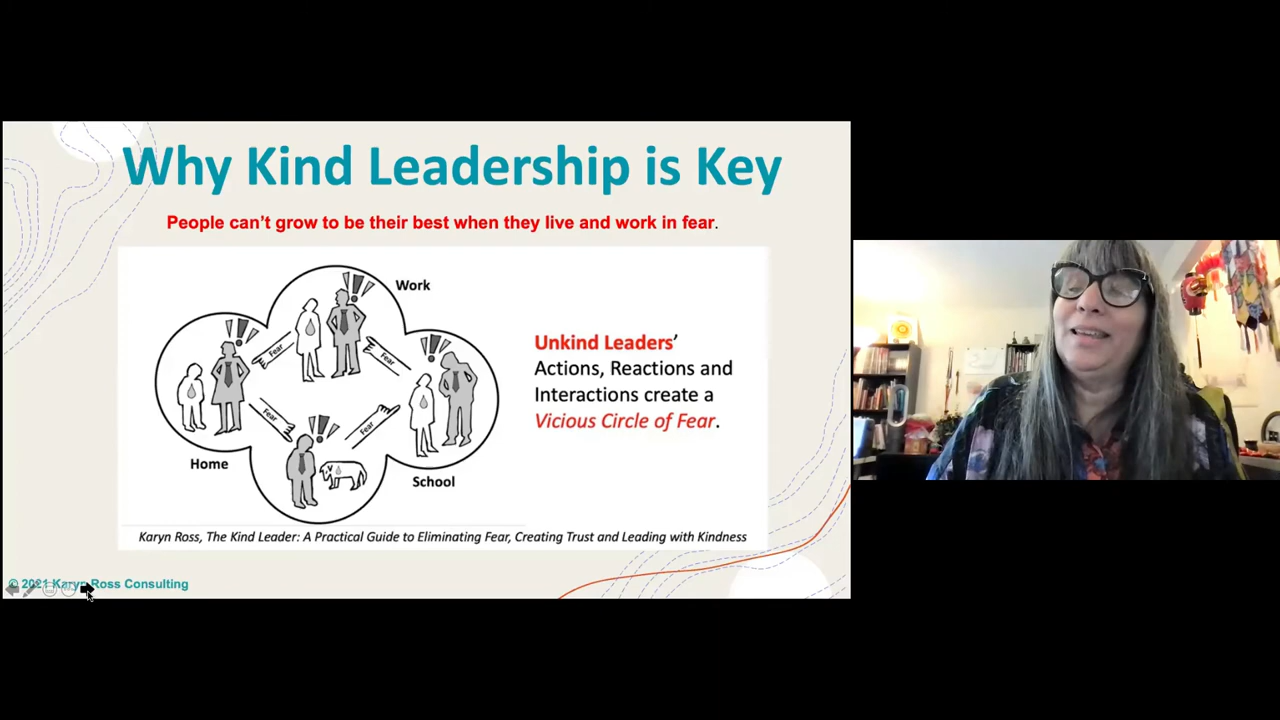 Why Kind Leadership is Key
People can't grow to be their best when they live and work in fear.
Work
Fear
Fear
Unkind Leaders'
Actions, Reactions and
Interactions create a
Vicious Circle of Fear.
Fear
Fear
Home
School
Karyn Ross, The Kind Leader: A Practical Guide to Eliminating Fear, Creating Trust and Leading with Kindness
© 2021 Karyn Ross Consulting